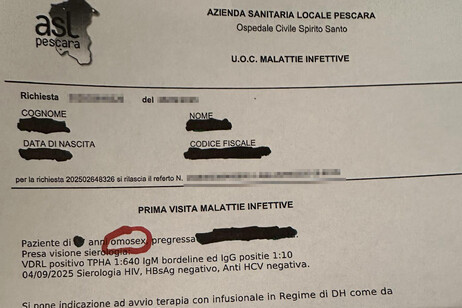 asl
pescara
AZIENDA SANITARIA LOCALE PESCARA
Ospedale Civile Spirito Santo
U.O.C. MALATTIE INFETTIVE
Richiesta del
COGNOME NOME
DATA DI NASCITA CODICE FISCALE
per la richiesta 202502648326 si rilascia il referto N.
PRIMA VISITA MALATTIE INFETTIVE
Paziente di anni omosex, pregressa
Presa visione sierologia:
VDRL positivo TPHA 1:640 IgM bordeline ed IgG positie 1:10
04/09/2025 Sierologia HIV, HBsAg negativo, Anti HCV negativa.
Si pone indicazione ad avvio terapia con infusionale in Regime di DH come da